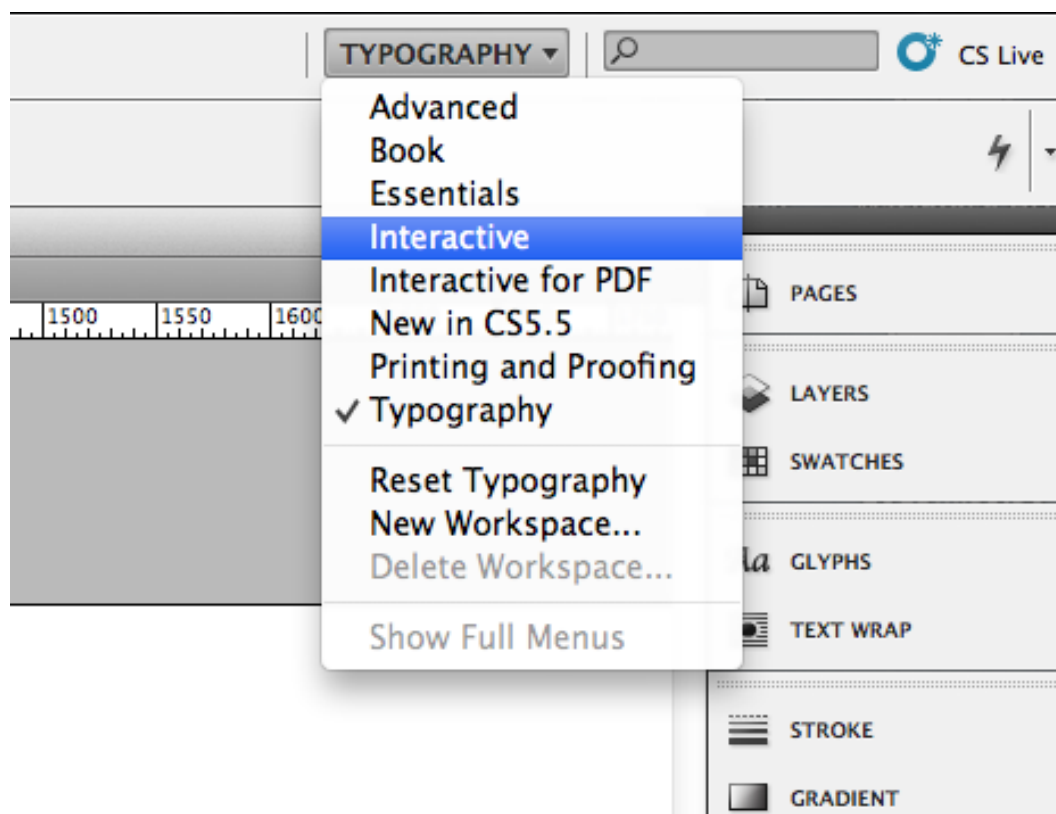 TYPOGRAPHY
CS Live
Advanced
Book
Essentials
Interactive
Interactive for PDF
New in CS5.5
Printing and Proofing
Typography
Reset Typography
New Workspace...
Delete Workspace...
Show Full Menus
1500 1550 1600
PAGES
LAYERS
SWATCHES
GLYPHS
TEXT WRAP
STROKE
GRADIENT